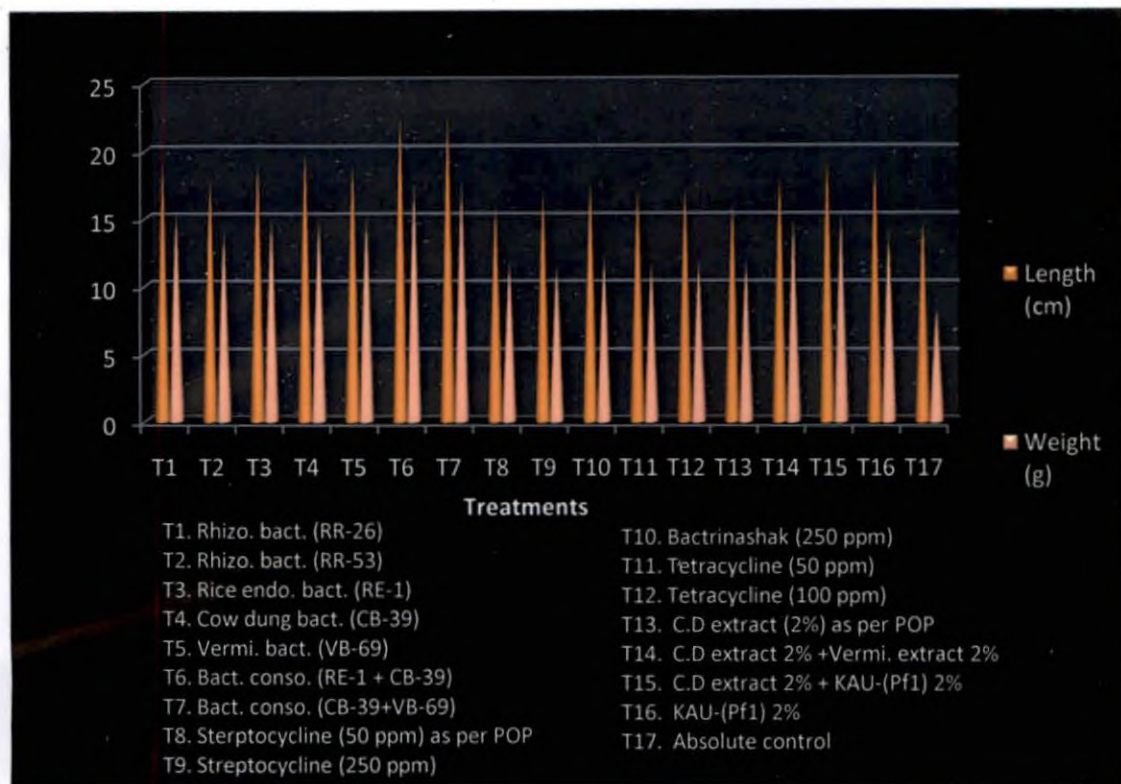 25
20
15
10
5
0
T1 T2 T3 T4 T5 T6 T7 T8 T9 T10 T11 T12 T13 T14 T15 T16 T17
Treatments
Length
(cm)
Weight
(g)
T1. Rhizo. bact. (RR-26)
T2. Rhizo. bact. (RR-53)
T3. Rice endo. bact. (RE-1)
T4. Cow dung bact. (CB-39)
T5. Vermi. bact. (VB-69)
T6. Bact. conso. (RE-1 + CB-39)
T7. Bact. conso. (CB-39+VB-69)
T8. Sterptocycline (50 ppm) as per POP
T9. Streptocycline (250 ppm)
T10. Bactrinashak (250 ppm)
T11. Tetracycline (50 ppm)
T12. Tetracycline (100 ppm)
T13. C.D extract (2%) as per POP
T14. C.D extract 2% +Vermi. extract 2%
T15. C.D extract 2% + KAU-(Pf1) 2%
T16. KAU-(Pf1) 2%
T17. Absolute control